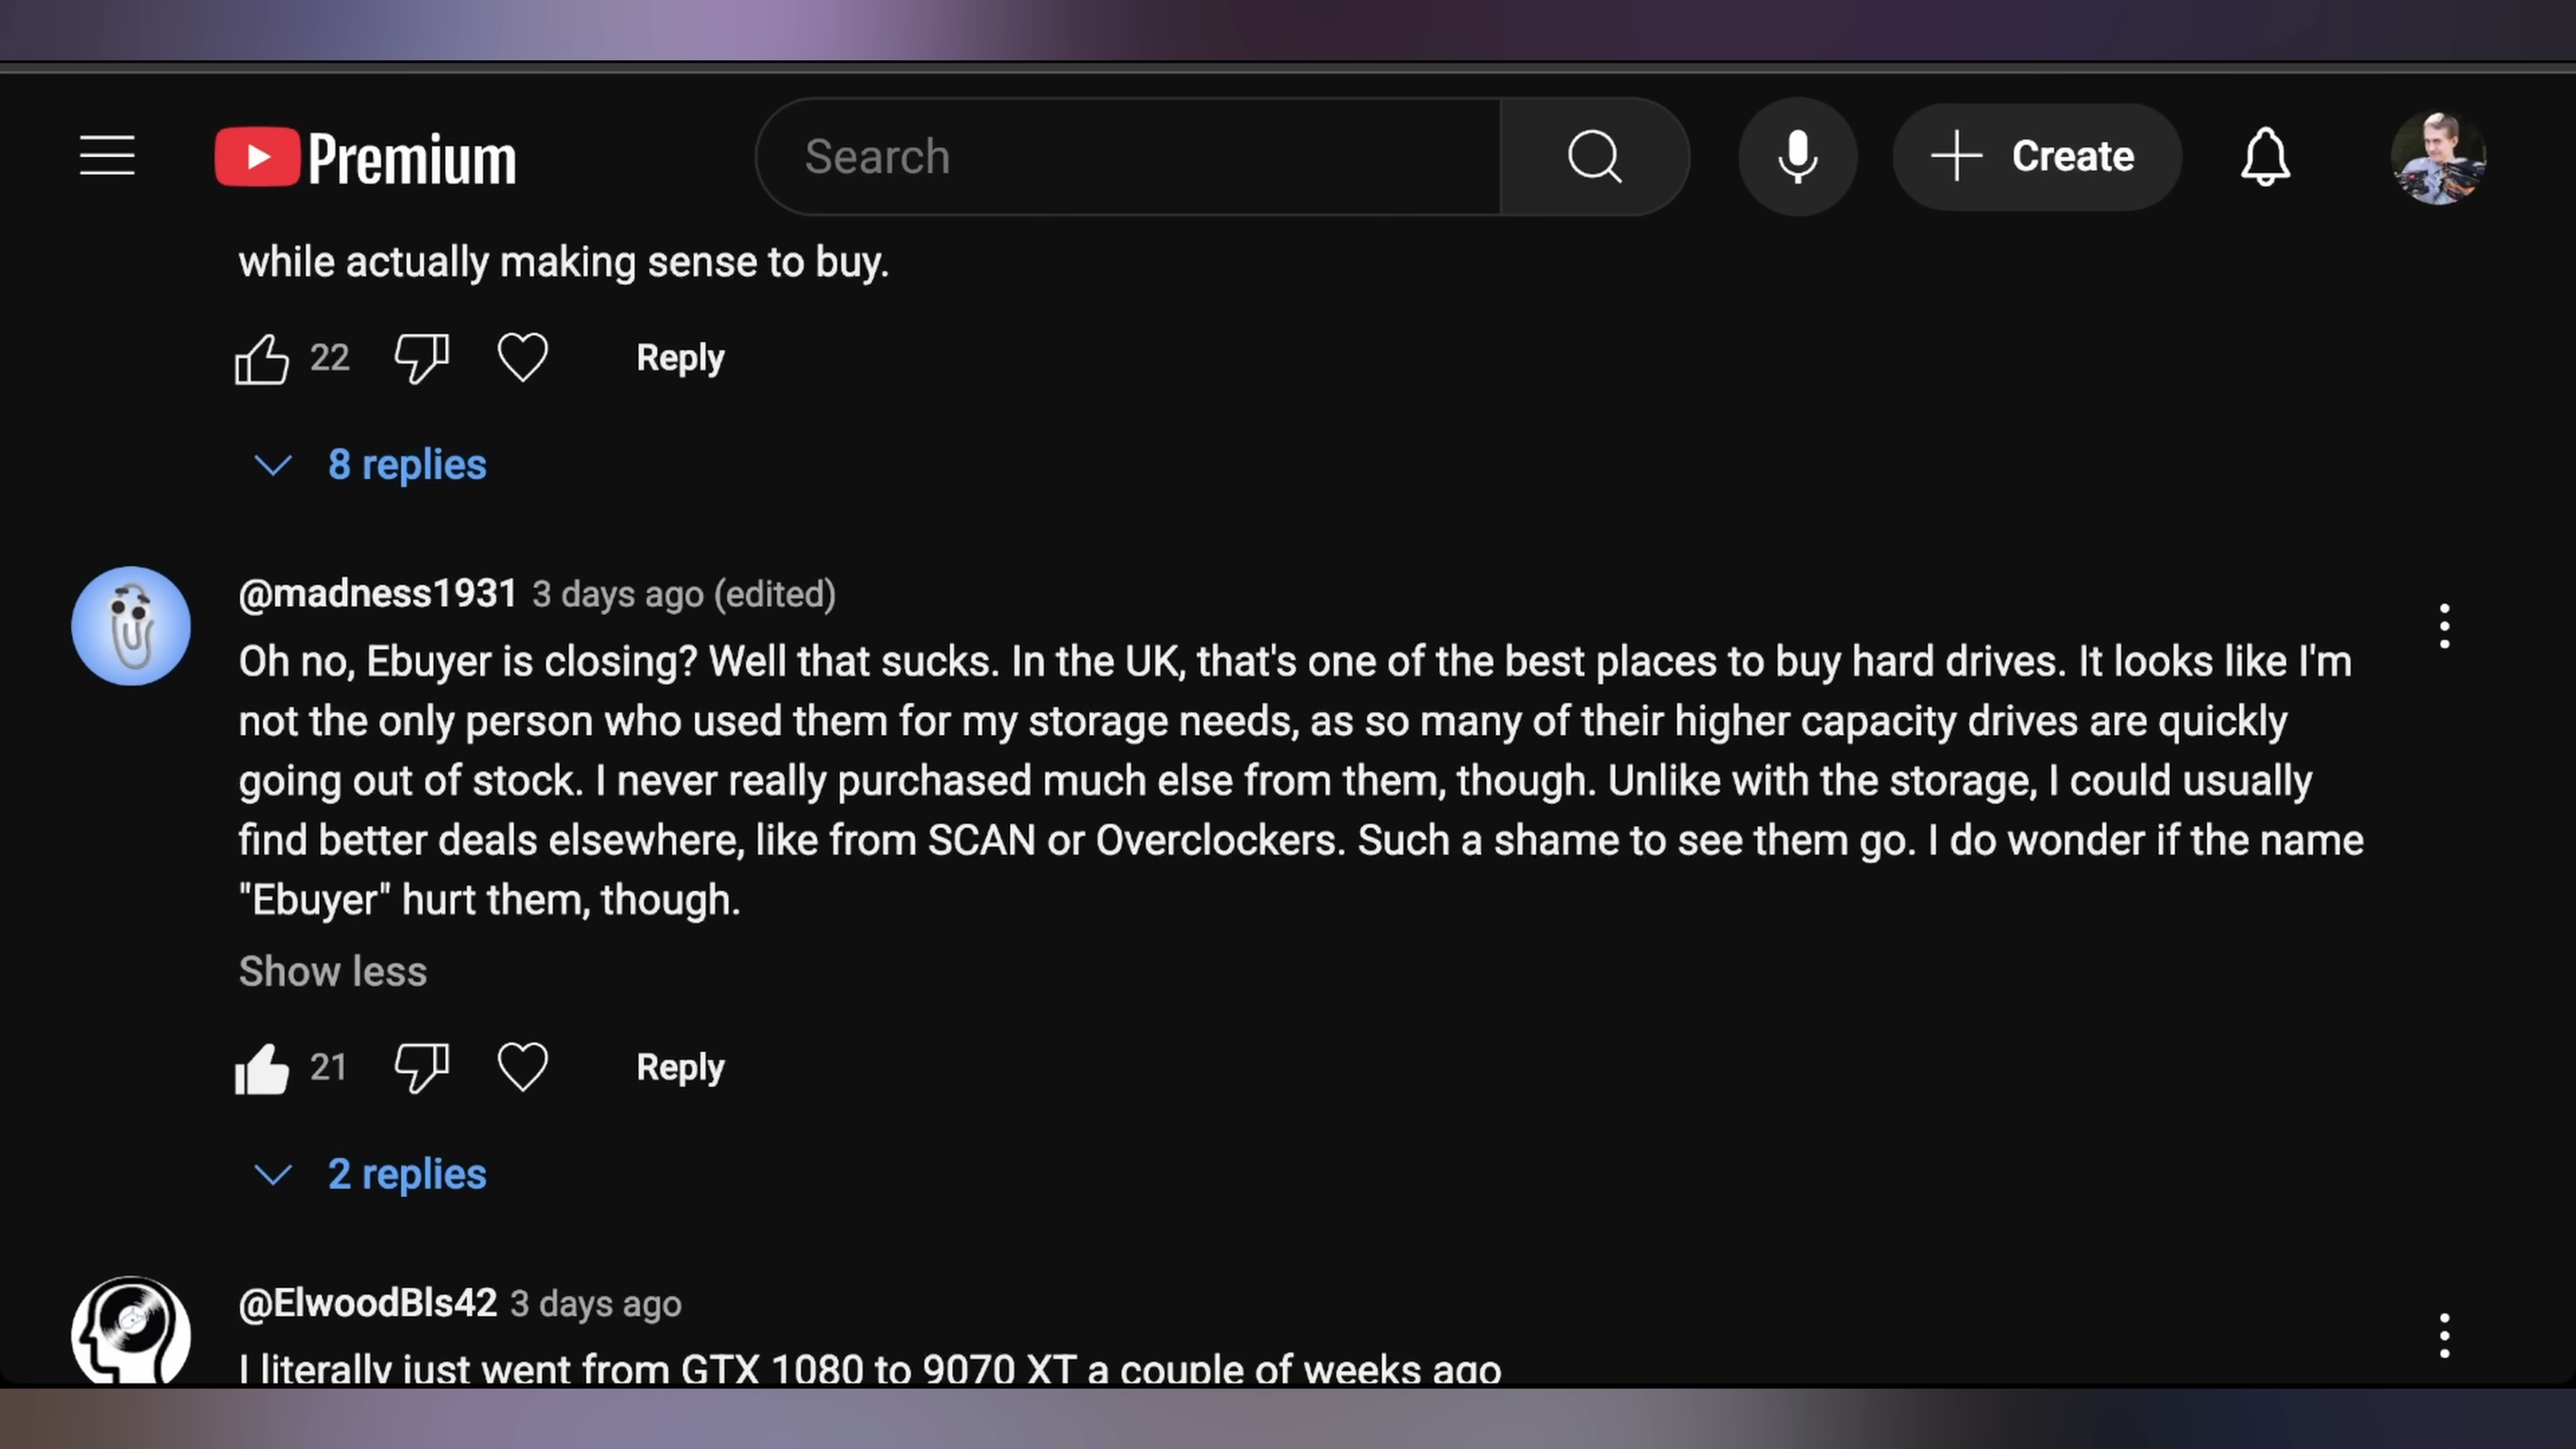 Premium
Search
Create
while actually making sense to buy.
22
Reply
8 replies
@madness1931 3 days ago (edited)
Oh no, Ebuyer is closing? Well that sucks. In the UK, that's one of the best places to buy hard drives. It looks like I'm
not the only person who used them for my storage needs, as so many of their higher capacity drives are quickly
going out of stock. I never really purchased much else from them, though. Unlike with the storage, I could usually
find better deals elsewhere, like from SCAN or Overclockers. Such a shame to see them go. I do wonder if the name
"Ebuyer" hurt them, though.
Show less
21
Reply
2 replies
@ElwoodBls42 3 days ago
I literally just went from GTX 1080 to 9070 XT a couple of weeks ago